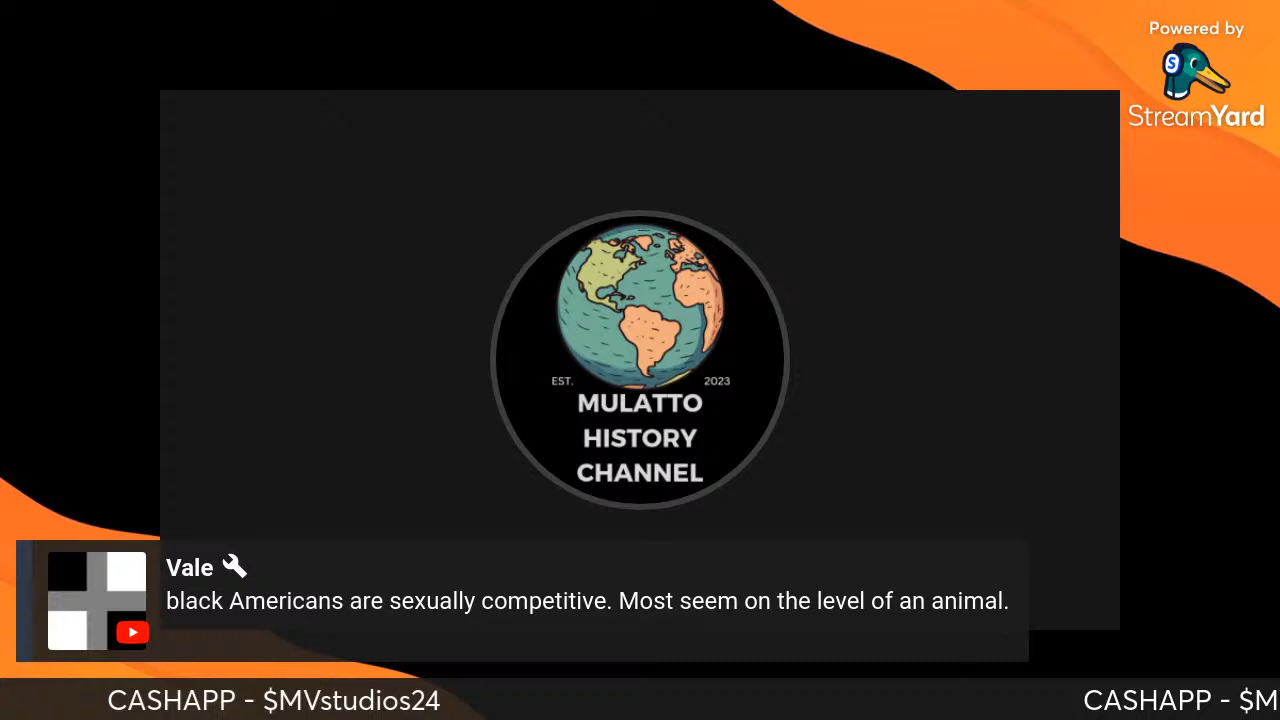 Powered by
S
StreamYard
EST. 2023
MULATTO
HISTORY
CHANNEL
Vale
black Americans are sexually competitive. Most seem on the level of an animal.
CASHAPP - $MVstudios24 CASHAPP - $M